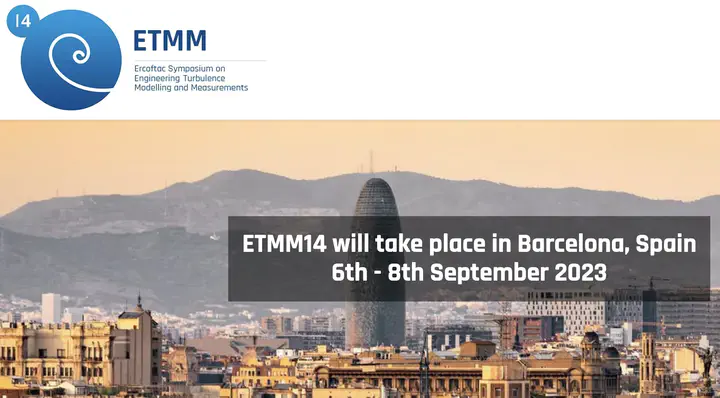 14
ETMM
Ercoftac Symposium on
Engineering Turbulence
Modelling and Measurements
ETMM14 will take place in Barcelona, Spain
6th - 8th September 2023